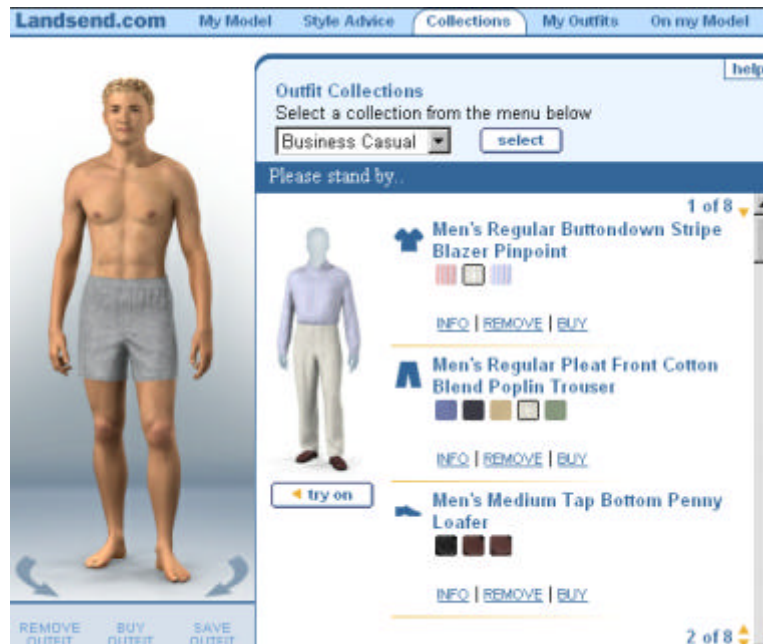 Landsend.com My Model Style Advice Collections My Outfits On my Model
help
Outfit Collections
Select a collection from the menu below
Business Casual select
Please stand by..
1 of 8
Men's Regular Buttondown Stripe
Blazer Pinpoint
INFO | REMOVE | BUY
Men's Regular Pleat Front Cotton
Blend Poplin Trouser
INFO | REMOVE | BUY
try on
Men's Medium Tap Bottom Penny
Loafer
INFO | REMOVE | BUY
2 of 8
REMOVE BUY SAVE
OUTFIT OUTFIT OUTFIT